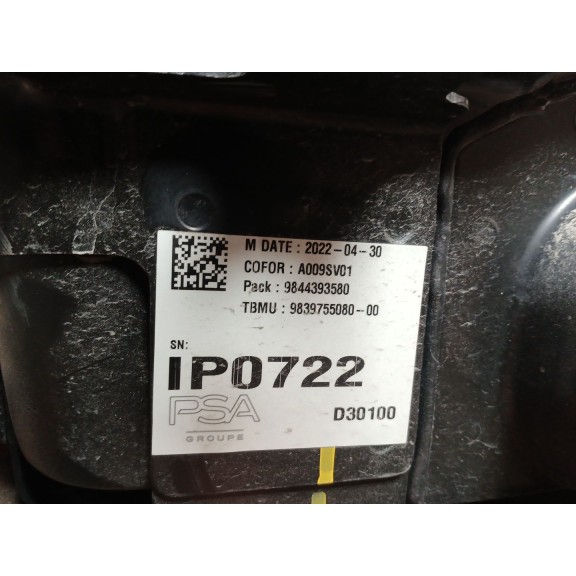 M DATE : 2022-04-30
COFOR : A009SV01
Pack : 9844393580
TBMU : 9839755080-00
SN:
IP0722
PSA
GROUPE
D30100